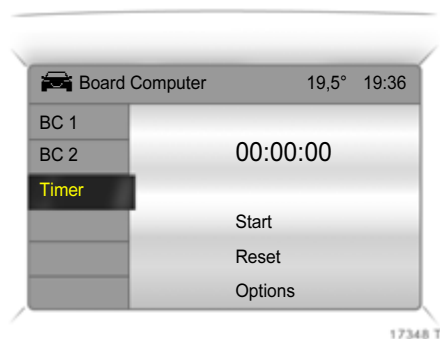 Board Computer 19,5° 19:36
BC 1
BC 2
00:00:00
Timer
Start
Reset
Options
17348 T